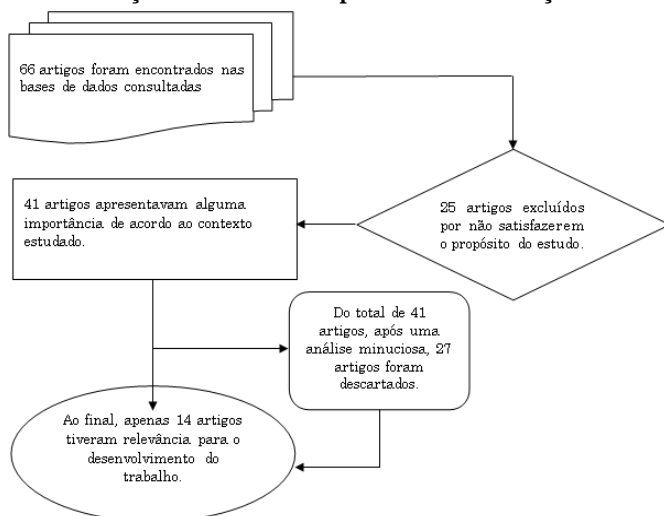 66 artigos foram encontrados nas
bases de dados consultadas
25 artigos excluídos
por não satisfazerem
o propósito do estudo.
41 artigos apresentavam alguma
importância de acordo ao contexto
estudado.
Do total de 41
artigos, após uma
análise minuciosa, 27
artigos foram
descartados.
Ao final, apenas 14 artigos
tiveram relevância para o
desenvolvimento do
trabalho.